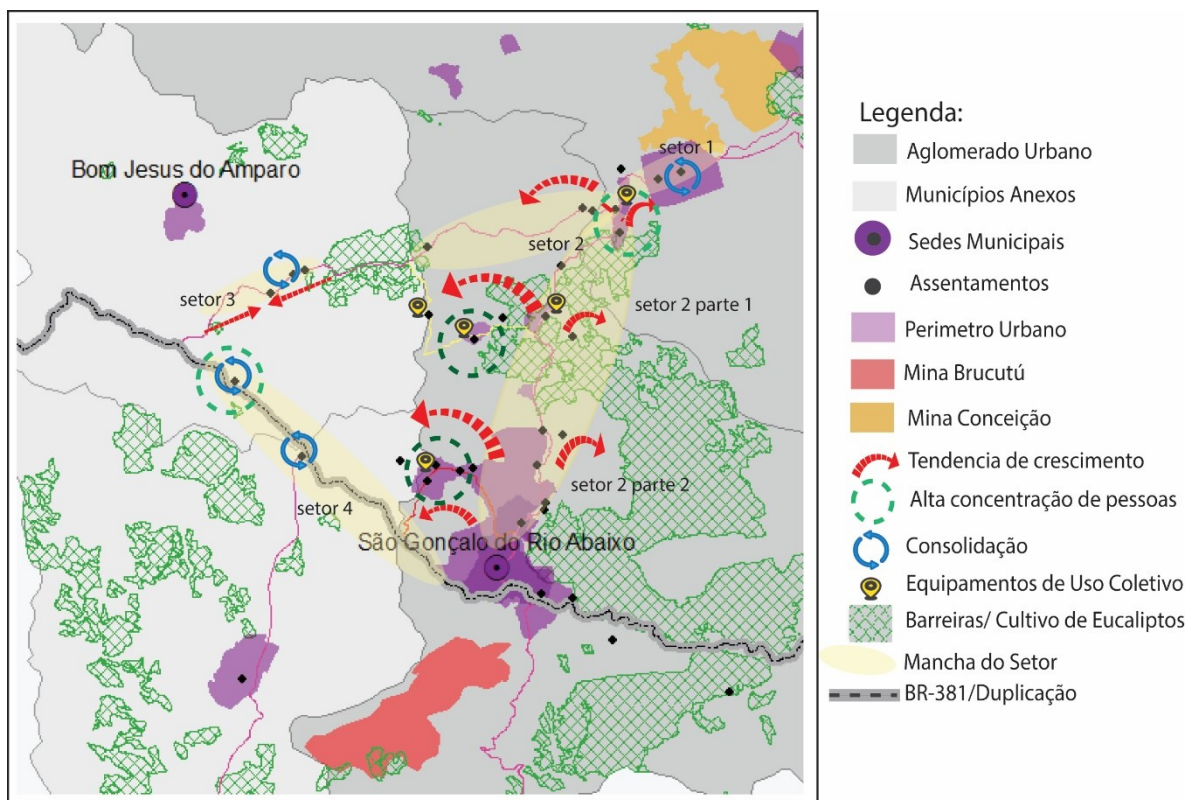 setor 1
Bom Jesus do Amparo
setor 2
setor 3
setor 2 parte 1
setor 2 parte 2
setor 4
São Gonçalo do Rio Abaixo
Legenda:
Aglomerado Urbano
Municípios Anexos
Sedes Municipais
Assentamentos
Perimetro Urbano
Mina Brucutú
Mina Conceição
Tendencia de crescimento
Alta concentração de pessoas
Consolidação
Equipamentos de Uso Coletivo
Barreiras/ Cultivo de Eucaliptos
Mancha do Setor
BR-381/Duplicação